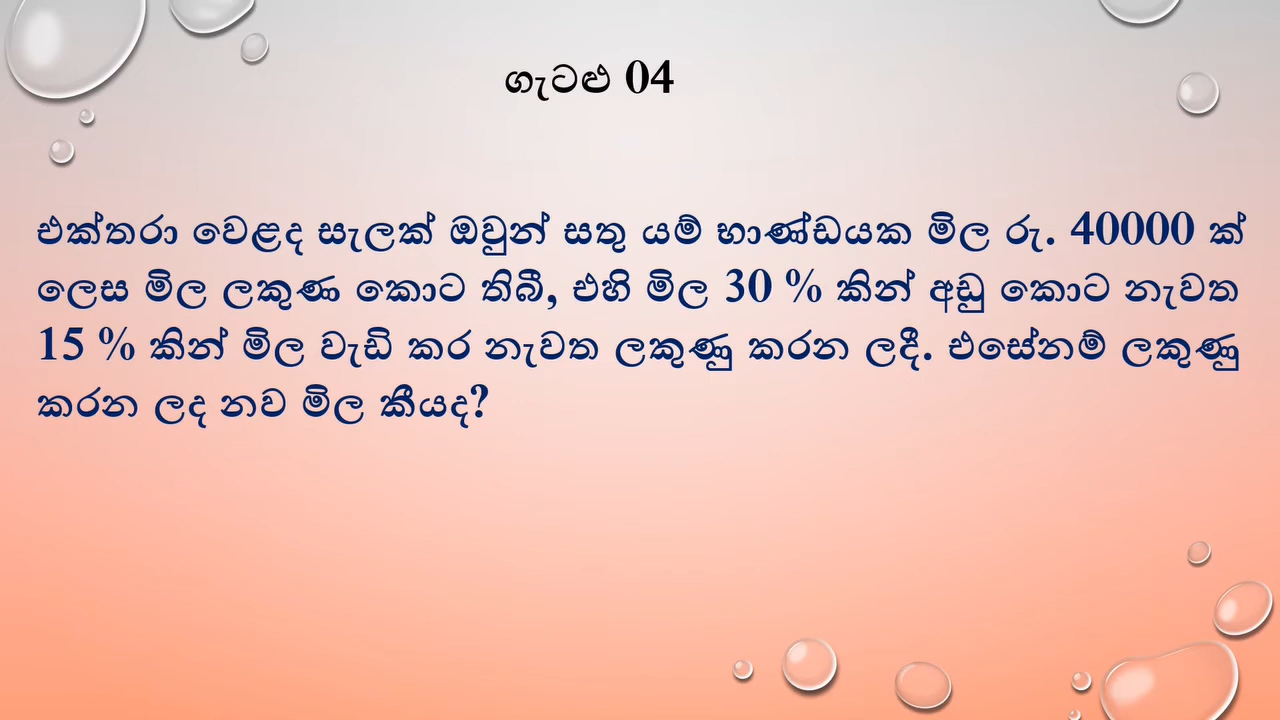 ගැටළු 04
එක්තරා වෙළද සැලක් ඔවුන් සතු යම් භාණ්ඩයක මිල රු. 40000 ක්
ලෙස මිල ලකුණ කොට තිබී, එහි මිල 30 % කින් අඩු කොට නැවත
15 % කින් මිල වැඩි කර නැවත ලකුණු කරන ලදී. එසේනම් ලකුණු
කරන ලද නව මිල කීයද?